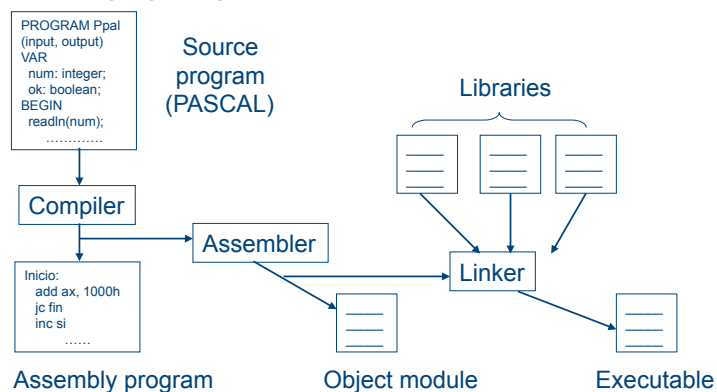 PROGRAM Ppal
(input, output)
VAR
num: integer;
ok: boolean;
BEGIN
readln(num);
.............
Source
program
(PASCAL)
Libraries
Compiler
Assembler
Linker
Inicio:
add ax, 1000h
jc fin
inc si
......
Assembly program
Object module
Executable